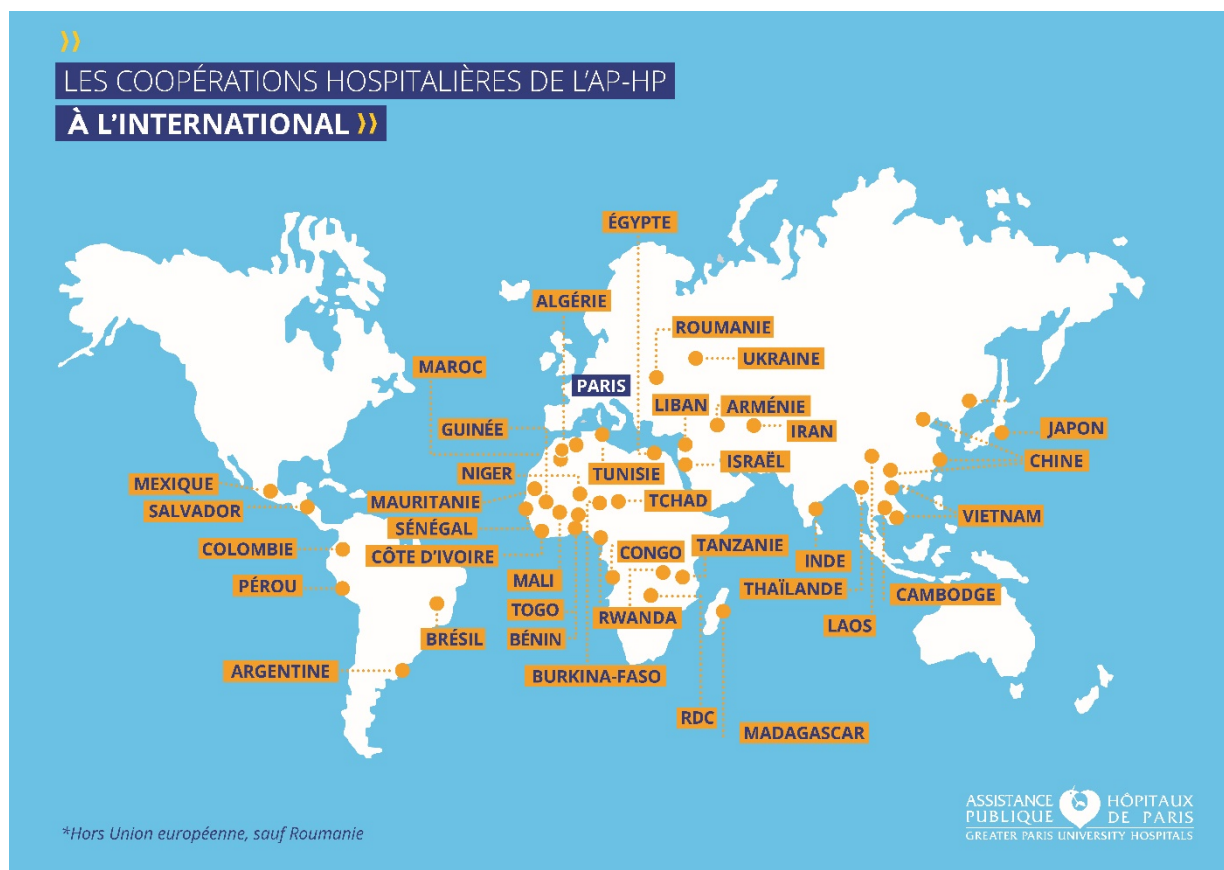 LES COOPÉRATIONS HOSPITALIÈRES DE L'AP-HP
À L'INTERNATIONAL
ÉGYPTE
ALGÉRIE
ROUMANIE
UKRAINE
MAROC
PARIS
LIBAN
ARMÉNIE
GUINÉE
IRAN
JAPON
NIGER
TUNISIE
ISRAËL
CHINE
MEXIQUE
MAURITANIE
TCHAD
SALVADOR
SÉNÉGAL
VIETNAM
COLOMBIE
CÔTE D'IVOIRE
CONGO
TANZANIE
INDE
MALI
PÉROU
THAÏLANDE
CAMBODGE
TOGO
RWANDA
LAOS
BRÉSIL
BÉNIN
ARGENTINE
BURKINA-FASO
RDC
MADAGASCAR
*Hors Union européenne, sauf Roumanie
ASSISTANCE HÔPITAUX
PUBLIQUE DE PARIS
GREATER PARIS UNIVERSITY HOSPITALS